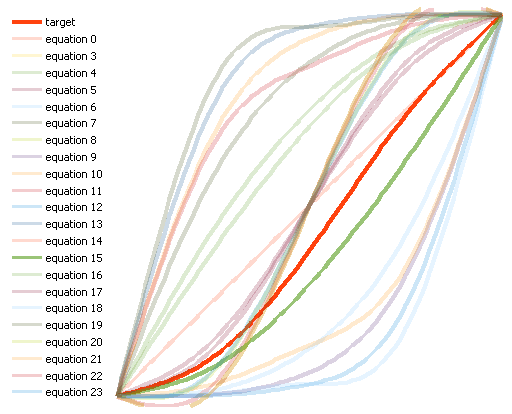 target
equation 0
equation 3
equation 4
equation 5
equation 6
equation 7
equation 8
equation 9
equation 10
equation 11
equation 12
equation 13
equation 14
equation 15
equation 16
equation 17
equation 18
equation 19
equation 20
equation 21
equation 22
equation 23